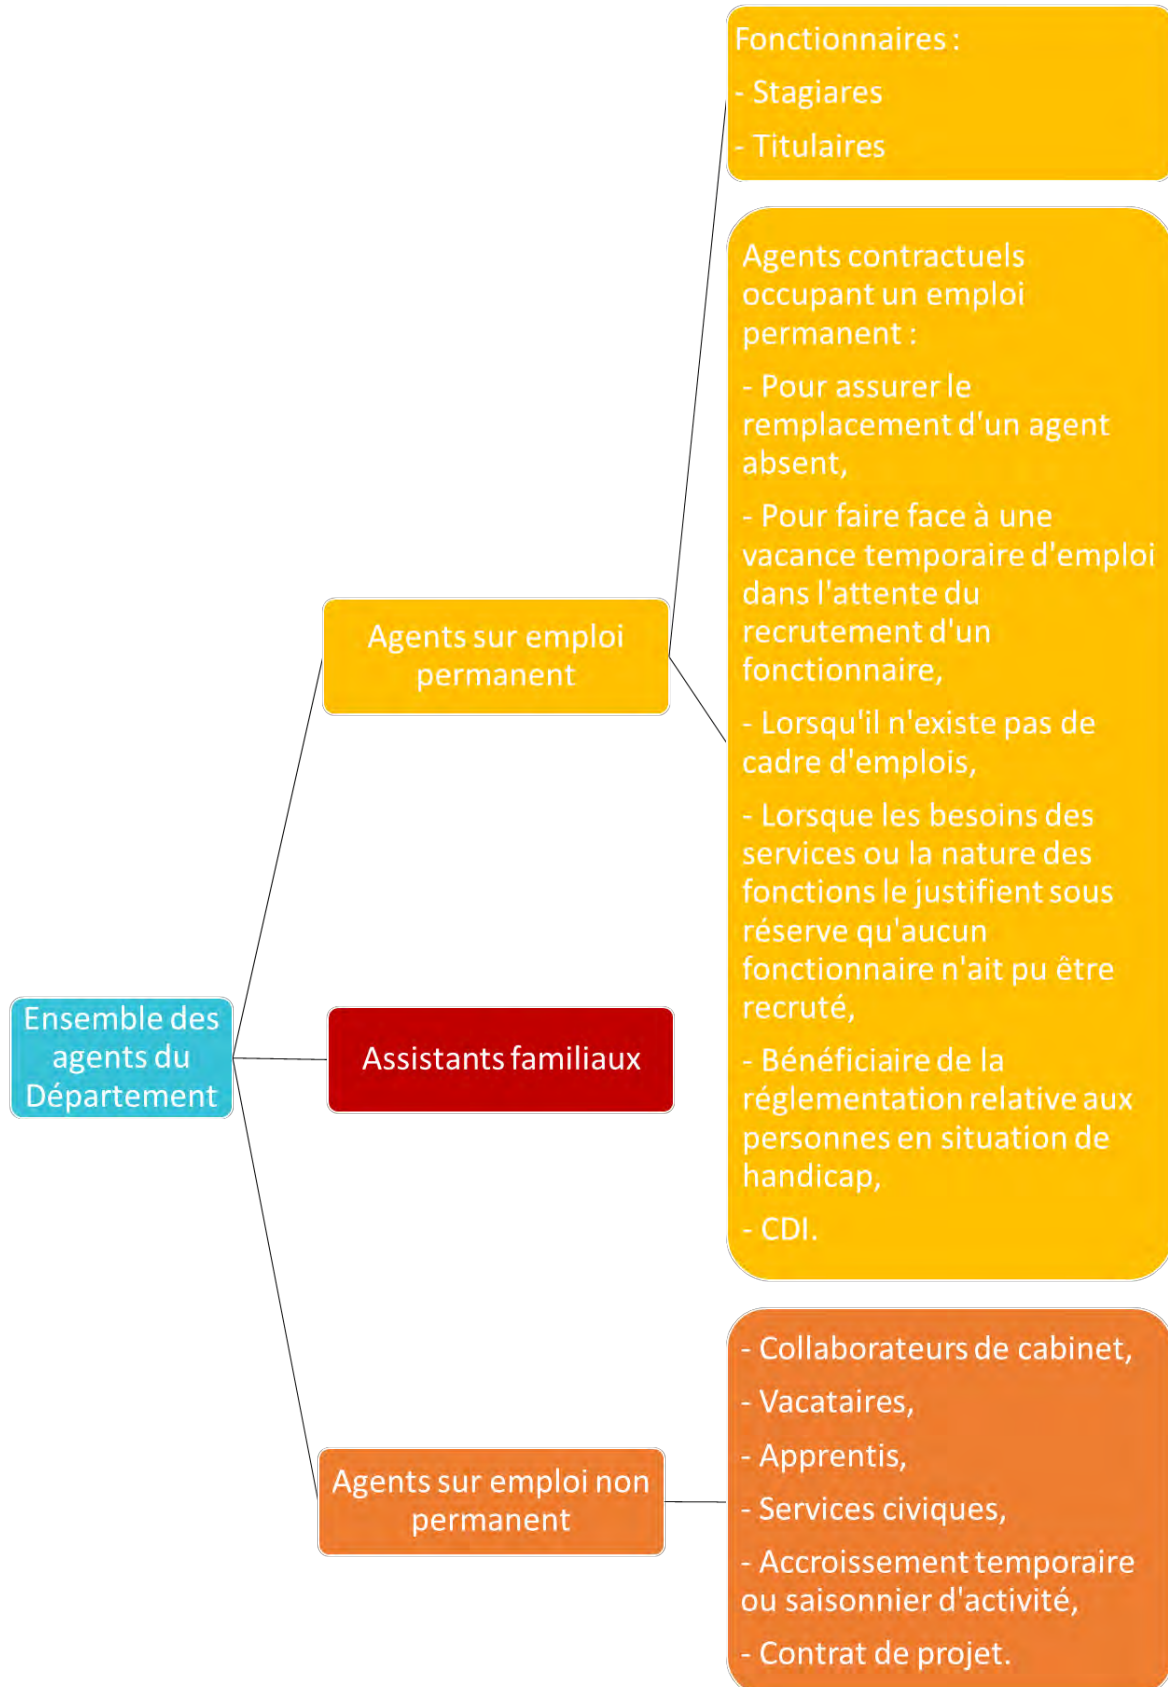 Fonctionnaires :
- Stagiares
- Titulaires
Agents contractuels
occupant un emploi
permanent :
- Pour assurer le
remplacement d'un agent
absent,
- Pour faire face à une
vacance temporaire d'emploi
dans l'attente du
recrutement d'un
fonctionnaire,
- Lorsqu'il n'existe pas de
cadre d'emplois,
- Lorsque les besoins des
services ou la nature des
fonctions le justifient sous
réserve qu'aucun
fonctionnaire n'ait pu être
recruté,
- Bénéficiaire de la
réglementation relative aux
personnes en situation de
handicap,
- CDI.
Agents sur emploi
permanent
Ensemble des
agents du
Département
Assistants familiaux
Agents sur emploi non
permanent
- Collaborateurs de cabinet,
- Vacataires,
- Apprentis,
- Services civiques,
- Accroissement temporaire
ou saisonnier d'activité,
- Contrat de projet.